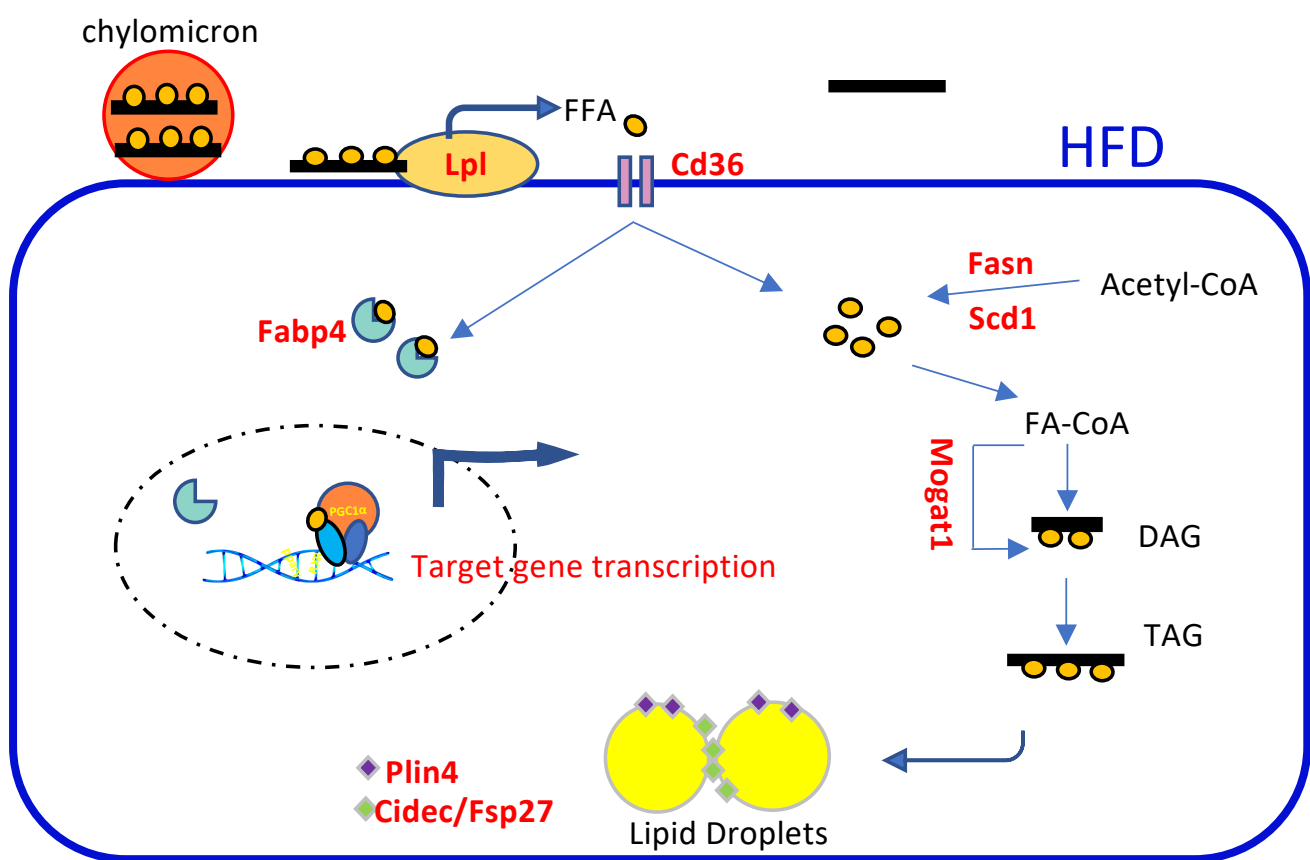 chylomicron
FFA
HFD
Lpl
Cd36
Fasn
Acetyl-CoA
Scd1
Fabp4
FA-CoA
Mogat1
PGC1α
DAG
Target gene transcription
TAG
Plin4
Cidec/Fsp27
Lipid Droplets